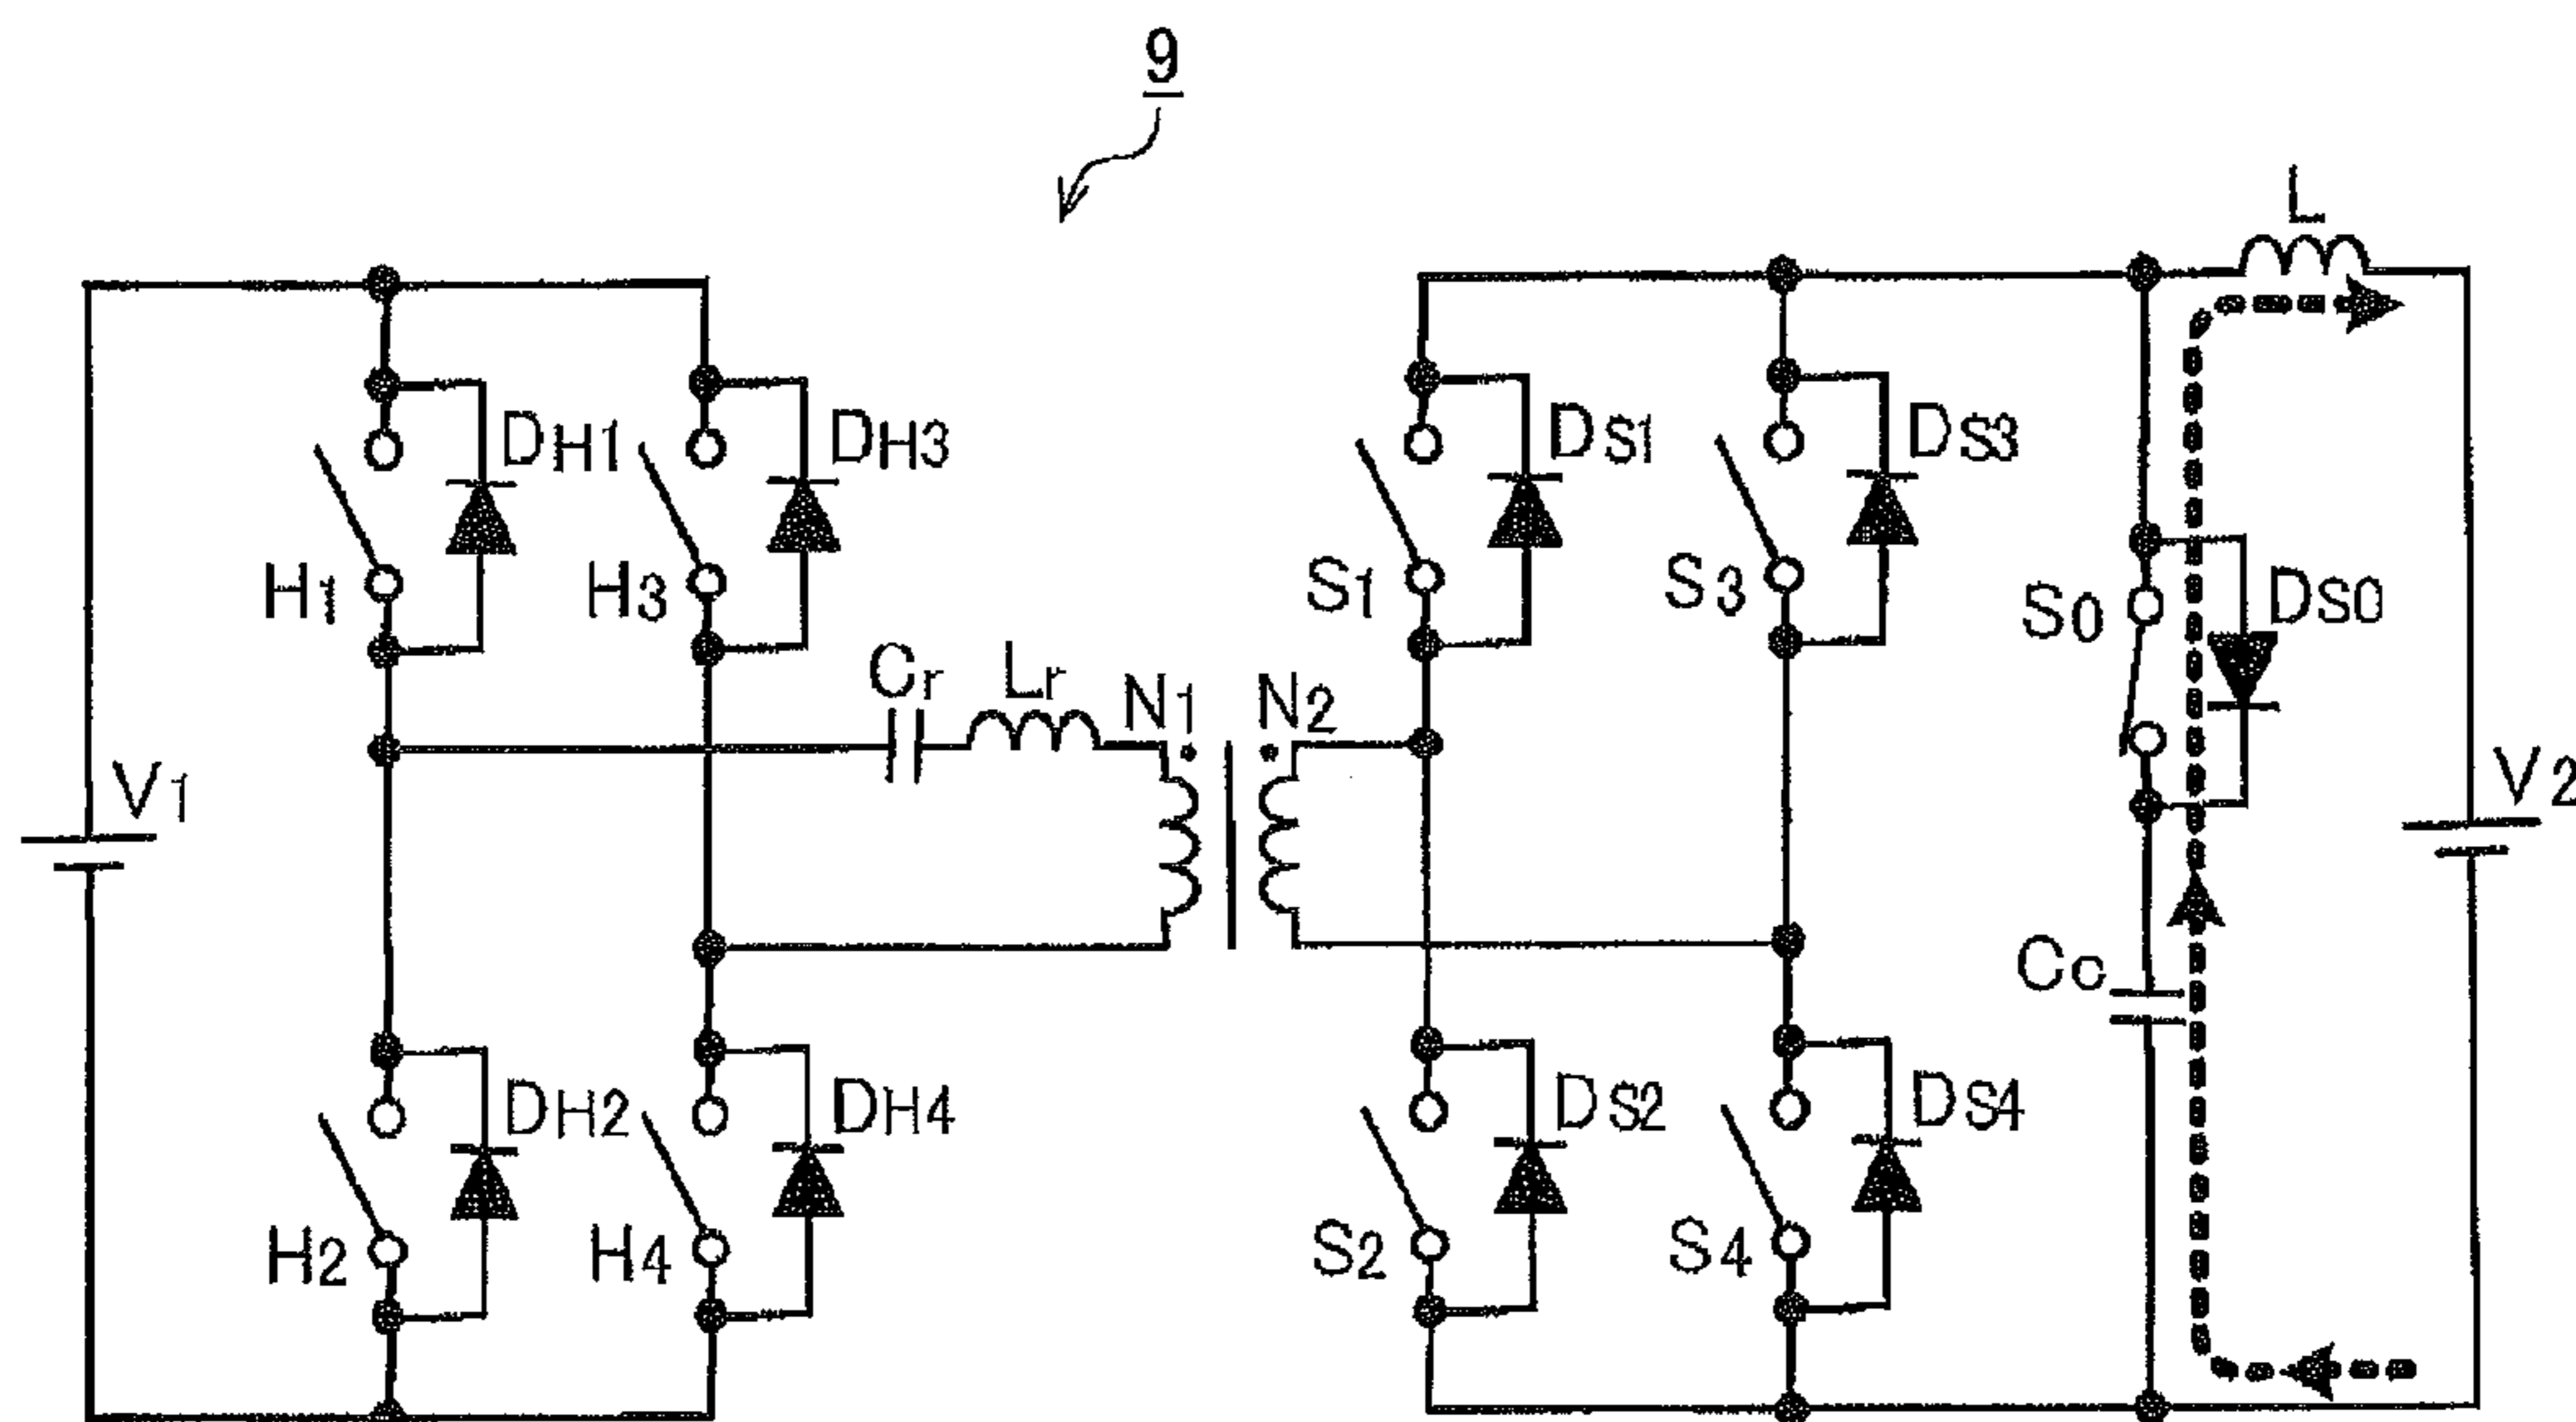 9
L
DH1 DH3 DS1 DS3
H1 H3 S1 S3 S0 DS0
Cr Lr N1 N2
V1 V2
Cc
DH2 DH4 DS2 DS4
H2 H4 S2 S4